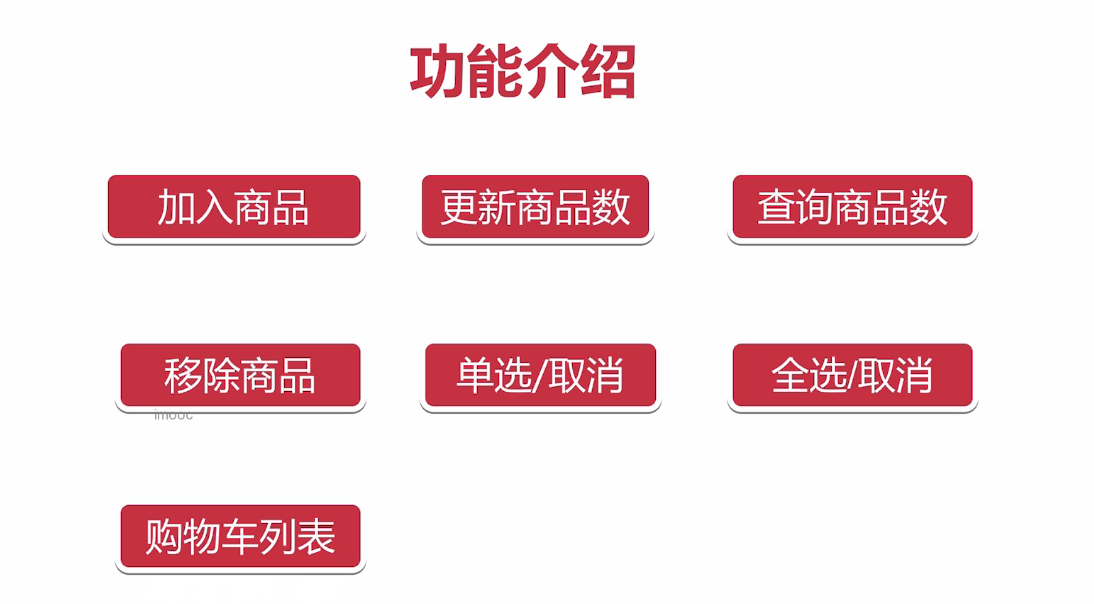 功能介绍
加入商品
更新商品数
查询商品数
移除商品
单选/取消
全选/取消
imooc
购物车列表